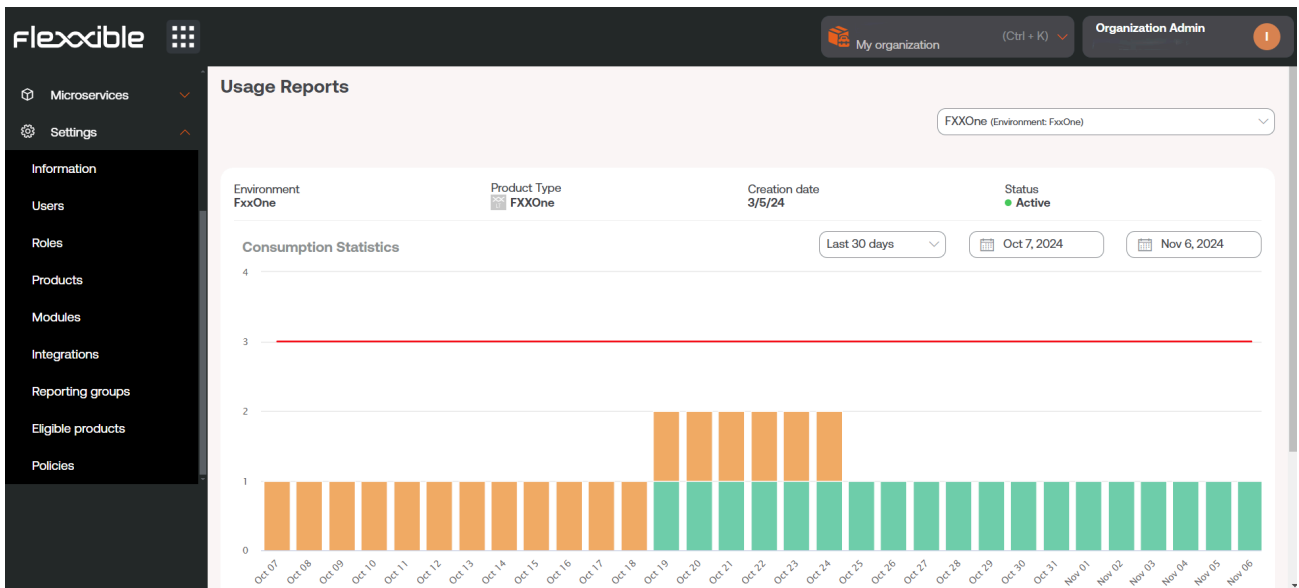 Flexxible
My organization
(Ctrl + K)
Organization Admin
I
Microservices
Settings
Information
Users
Roles
Products
Modules
Integrations
Reporting groups
Eligible products
Policies
Usage Reports
FXXOne (Environment: FxxOne)
Environment
FxxOne
Product Type
FXXOne
Creation date
3/5/24
Status
Active
Consumption Statistics
Last 30 days
Oct 7, 2024
Nov 6, 2024
4
3
2
1
0
Oct 07
Oct 08
Oct 09
Oct 10
Oct 11
Oct 12
Oct 13
Oct 14
Oct 15
Oct 16
Oct 17
Oct 18
Oct 19
Oct 20
Oct 21
Oct 22
Oct 23
Oct 24
Oct 25
Oct 26
Oct 27
Oct 28
Oct 29
Oct 30
Oct 31
Nov 01
Nov 02
Nov 03
Nov 04
Nov 05
Nov 06